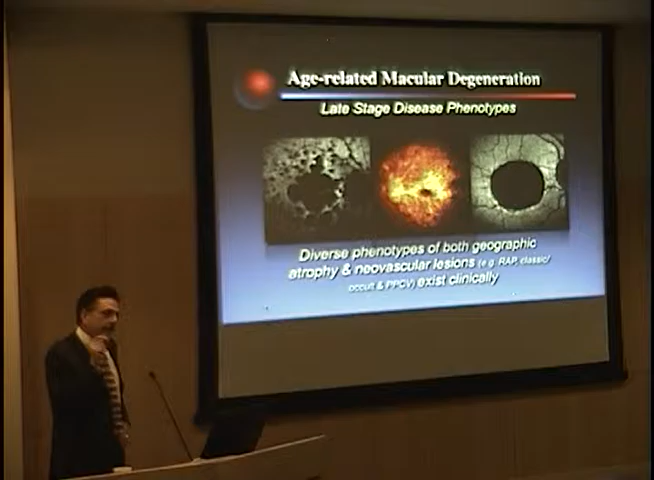 Age-related Macular Degeneration
Late Stage Disease Phenotypes
Diverse phenotypes of both geographic
atrophy & neovascular lesions (e.g. RAP, classic/
occult & PPCV) exist clinically